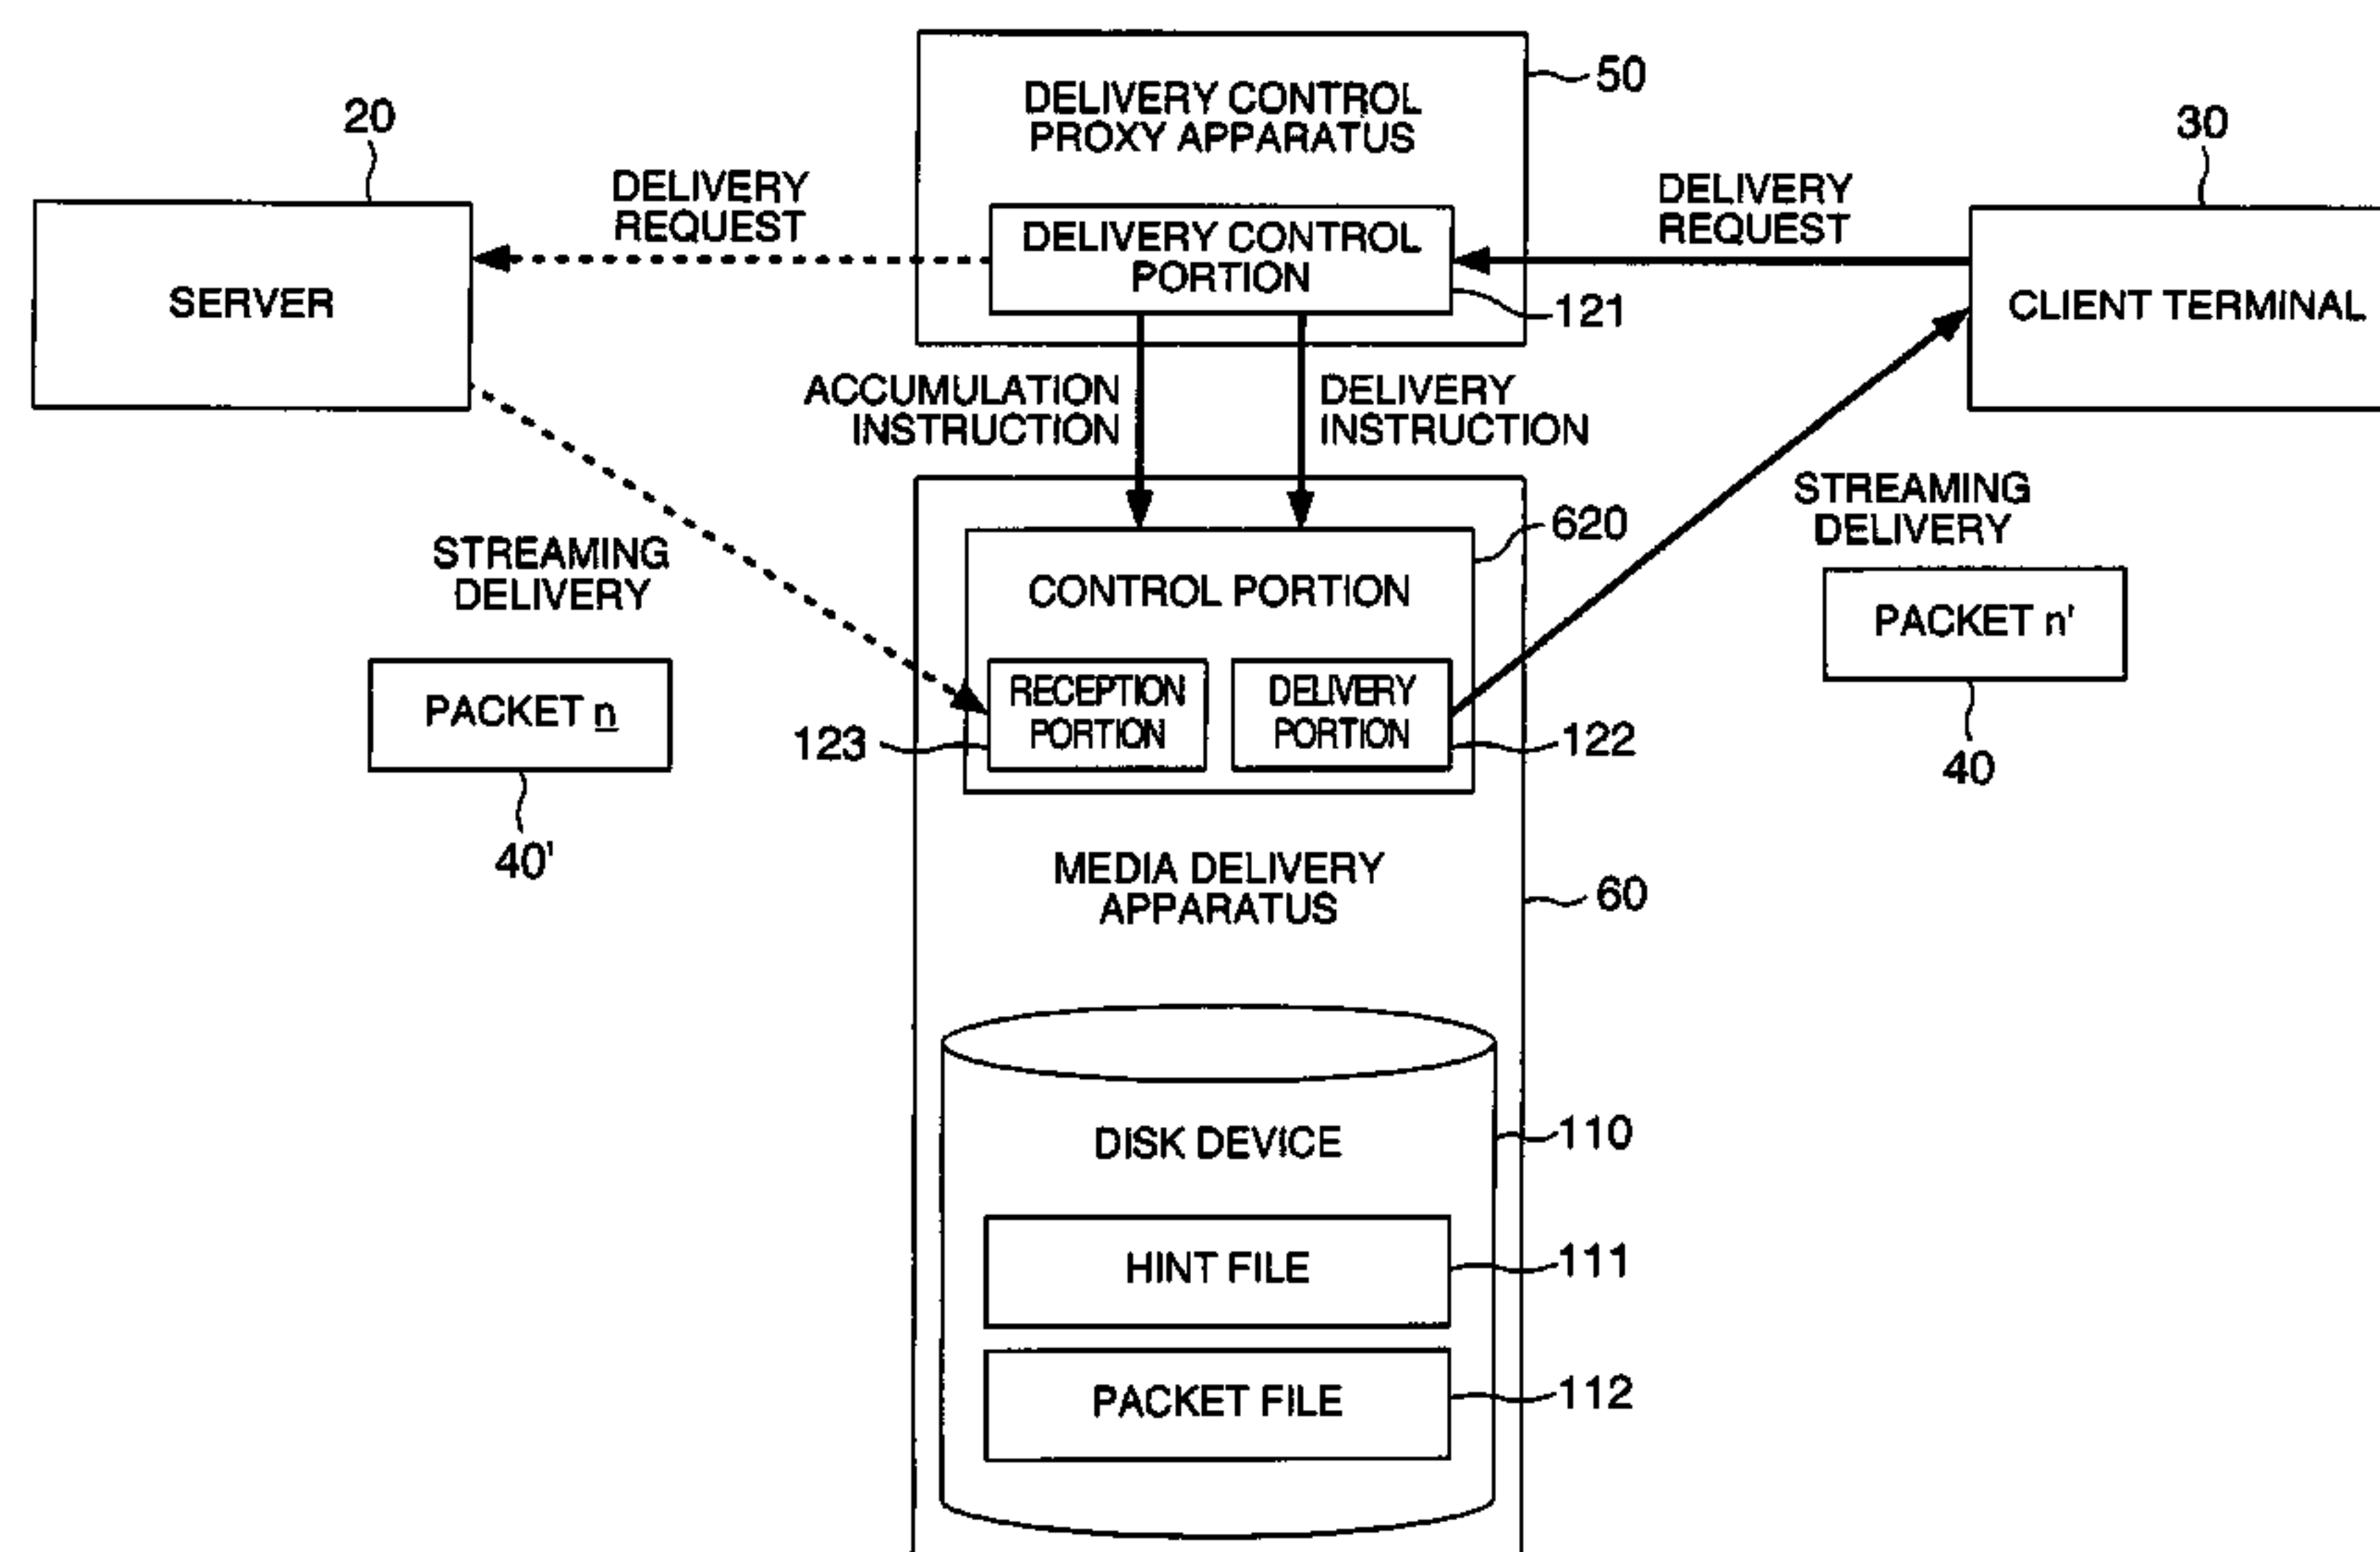 50
DELIVERY CONTROL
PROXY APPARATUS
20
30
DELIVERY
REQUEST
DELIVERY
REQUEST
DELIVERY CONTROL
PORTION
SERVER
121
CLIENT TERMINAL
ACCUMULATION
INSTRUCTION
DELIVERY
INSTRUCTION
STREAMING
DELIVERY
620
STREAMING
DELIVERY
CONTROL PORTION
PACKET n'
RECEPTION
PORTION
DELIVERY
PORTION
PACKET n
123
122
40
40'
MEDIA DELIVERY
APPARATUS
60
DISK DEVICE
110
HINT FILE
111
PACKET FILE
112